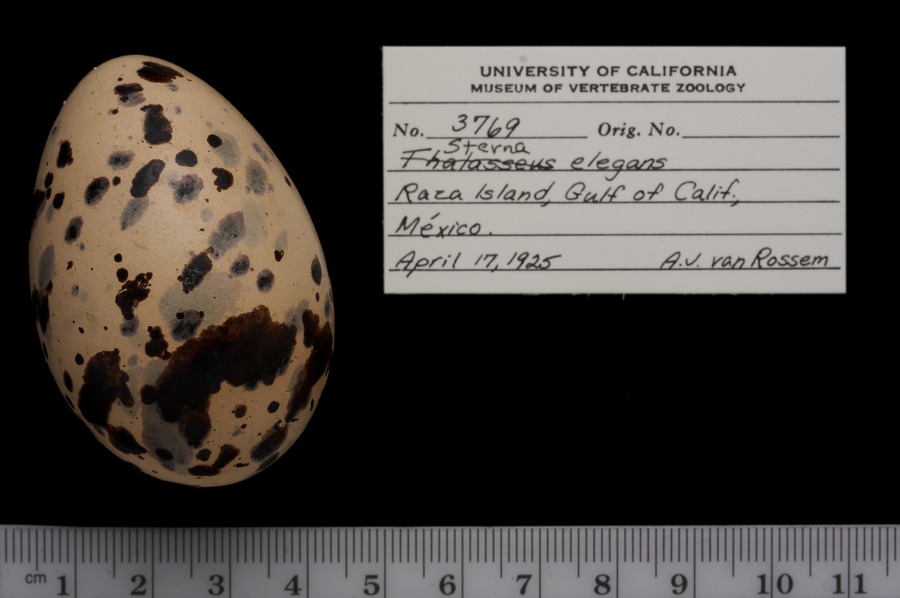 UNIVERSITY OF CALIFORNIA
MUSEUM OF VERTEBRATE ZOOLOGY
No. 3769 Orig. No.
Sterna
Thalasseus elegans
Raza Island, Gulf of Calif.,
México.
April 17, 1925 A.J. van Rossem
cm 1 2 3 4 5 6 7 8 9 10 11